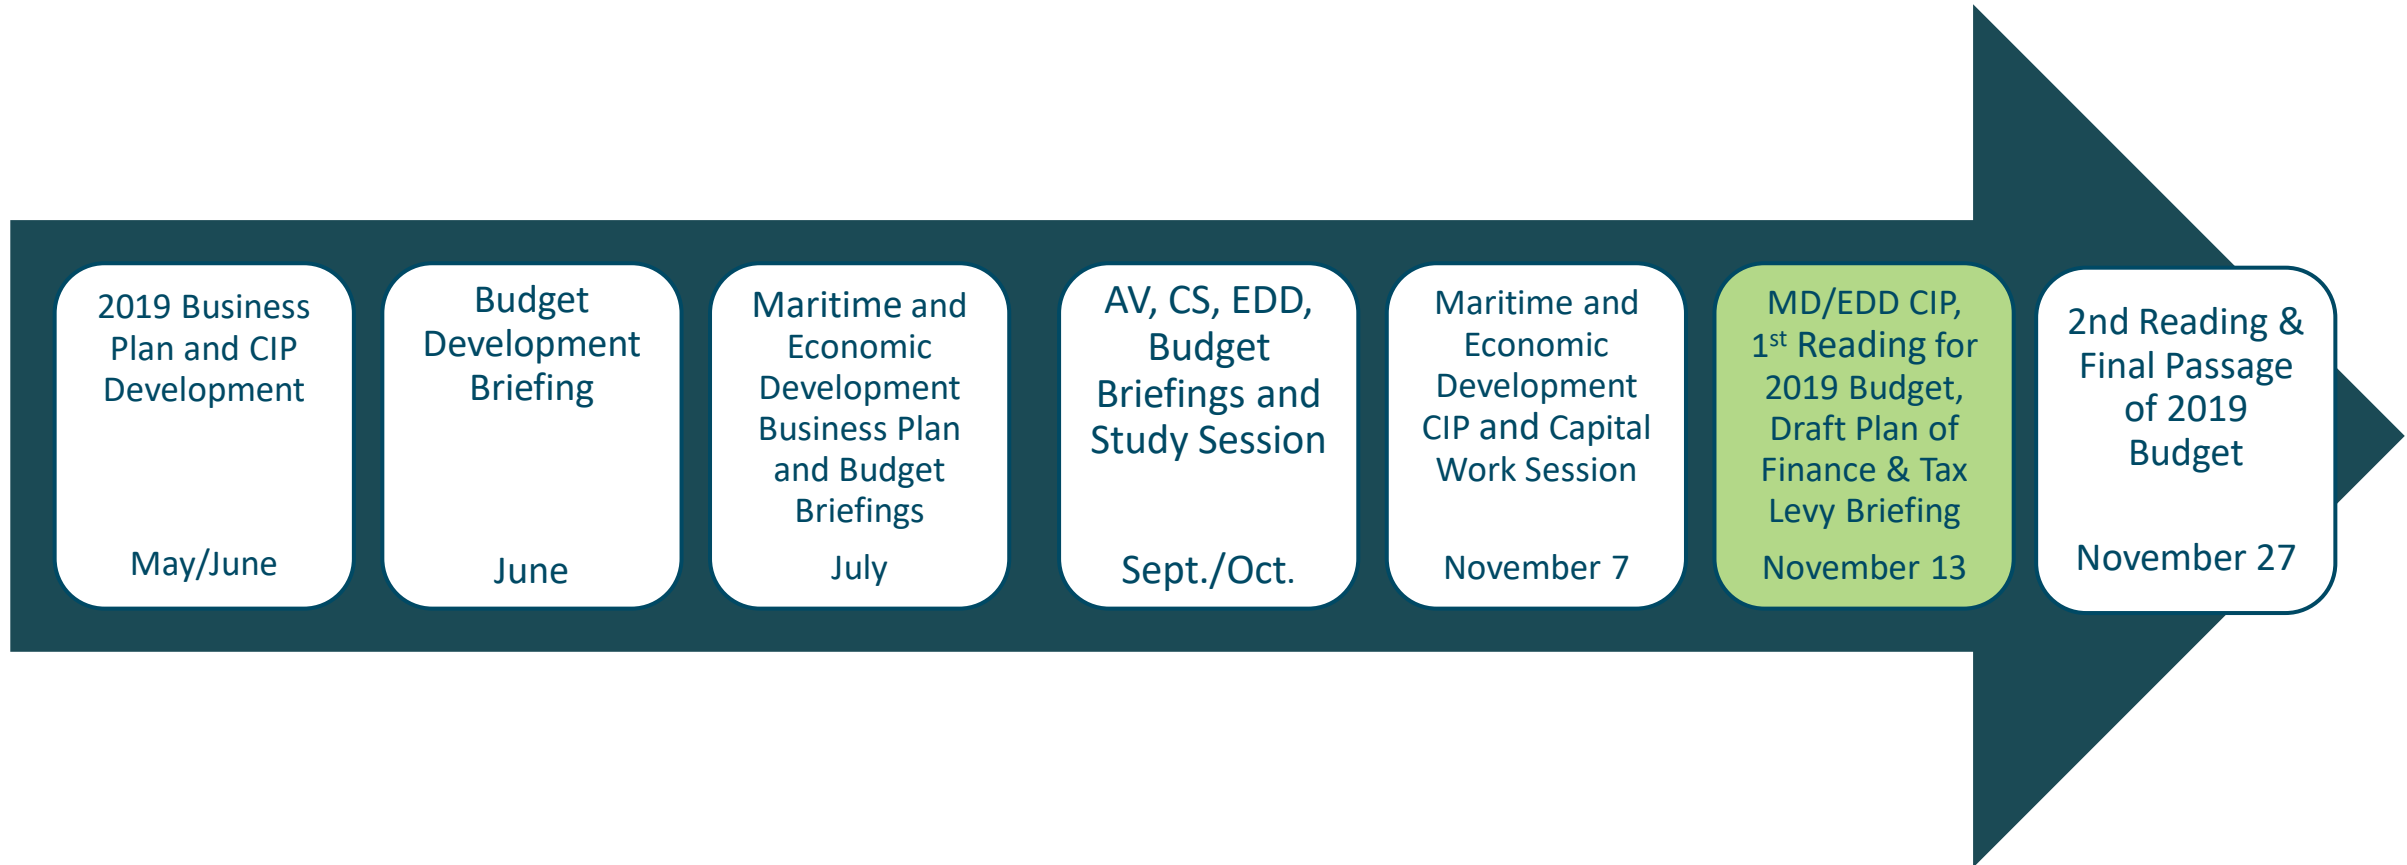 2019 Business
Plan and CIP
Development
May/June
Budget
Development
Briefing
June
Maritime and
Economic
Development
Business Plan
and Budget
Briefings
July
AV, CS, EDD,
Budget
Briefings and
Study Session
Sept./Oct.
Maritime and
Economic
Development
CIP and Capital
Work Session
November 7
MD/EDD CIP,
1st Reading for
2019 Budget,
Draft Plan of
Finance & Tax
Levy Briefing
November 13
2nd Reading &
Final Passage
of 2019
Budget
November 27